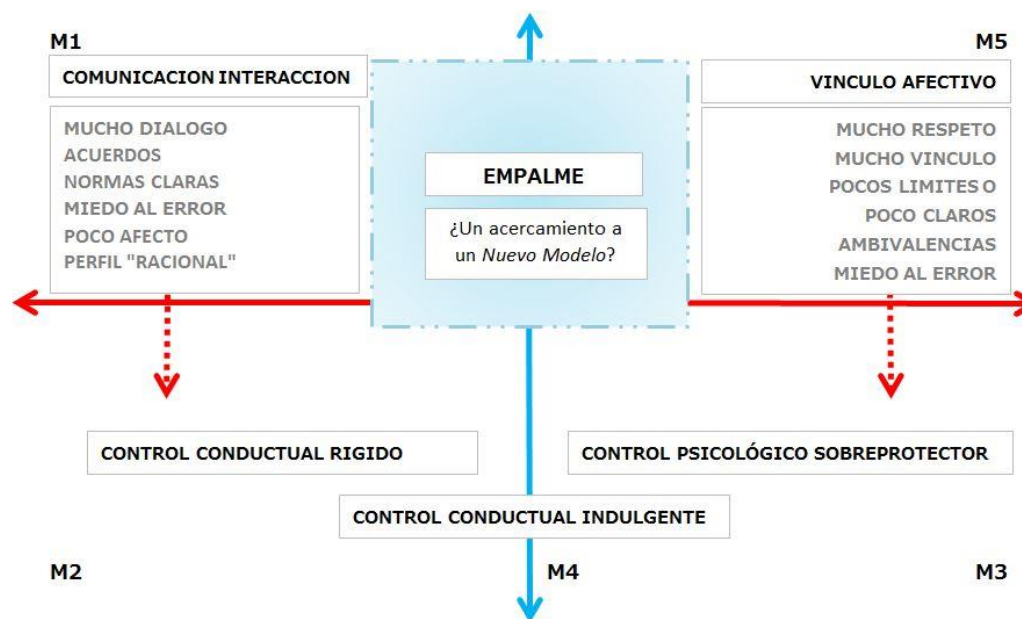 M1
COMUNICACION INTERACCION
MUCHO DIALOGO
ACUERDOS
NORMAS CLARAS
MIEDO AL ERROR
POCO AFECTO
PERFIL "RACIONAL"
EMPALME
¿Un acercamiento a
un Nuevo Modelo?
M5
VINCULO AFECTIVO
MUCHO RESPETO
MUCHO VINCULO
POCOS LIMITES O
POCO CLAROS
AMBIVALENCIAS
MIEDO AL ERROR
CONTROL CONDUCTUAL RIGIDO
CONTROL PSICOLÓGICO SOBREPROTECTOR
CONTROL CONDUCTUAL INDULGENTE
M2
M4
M3